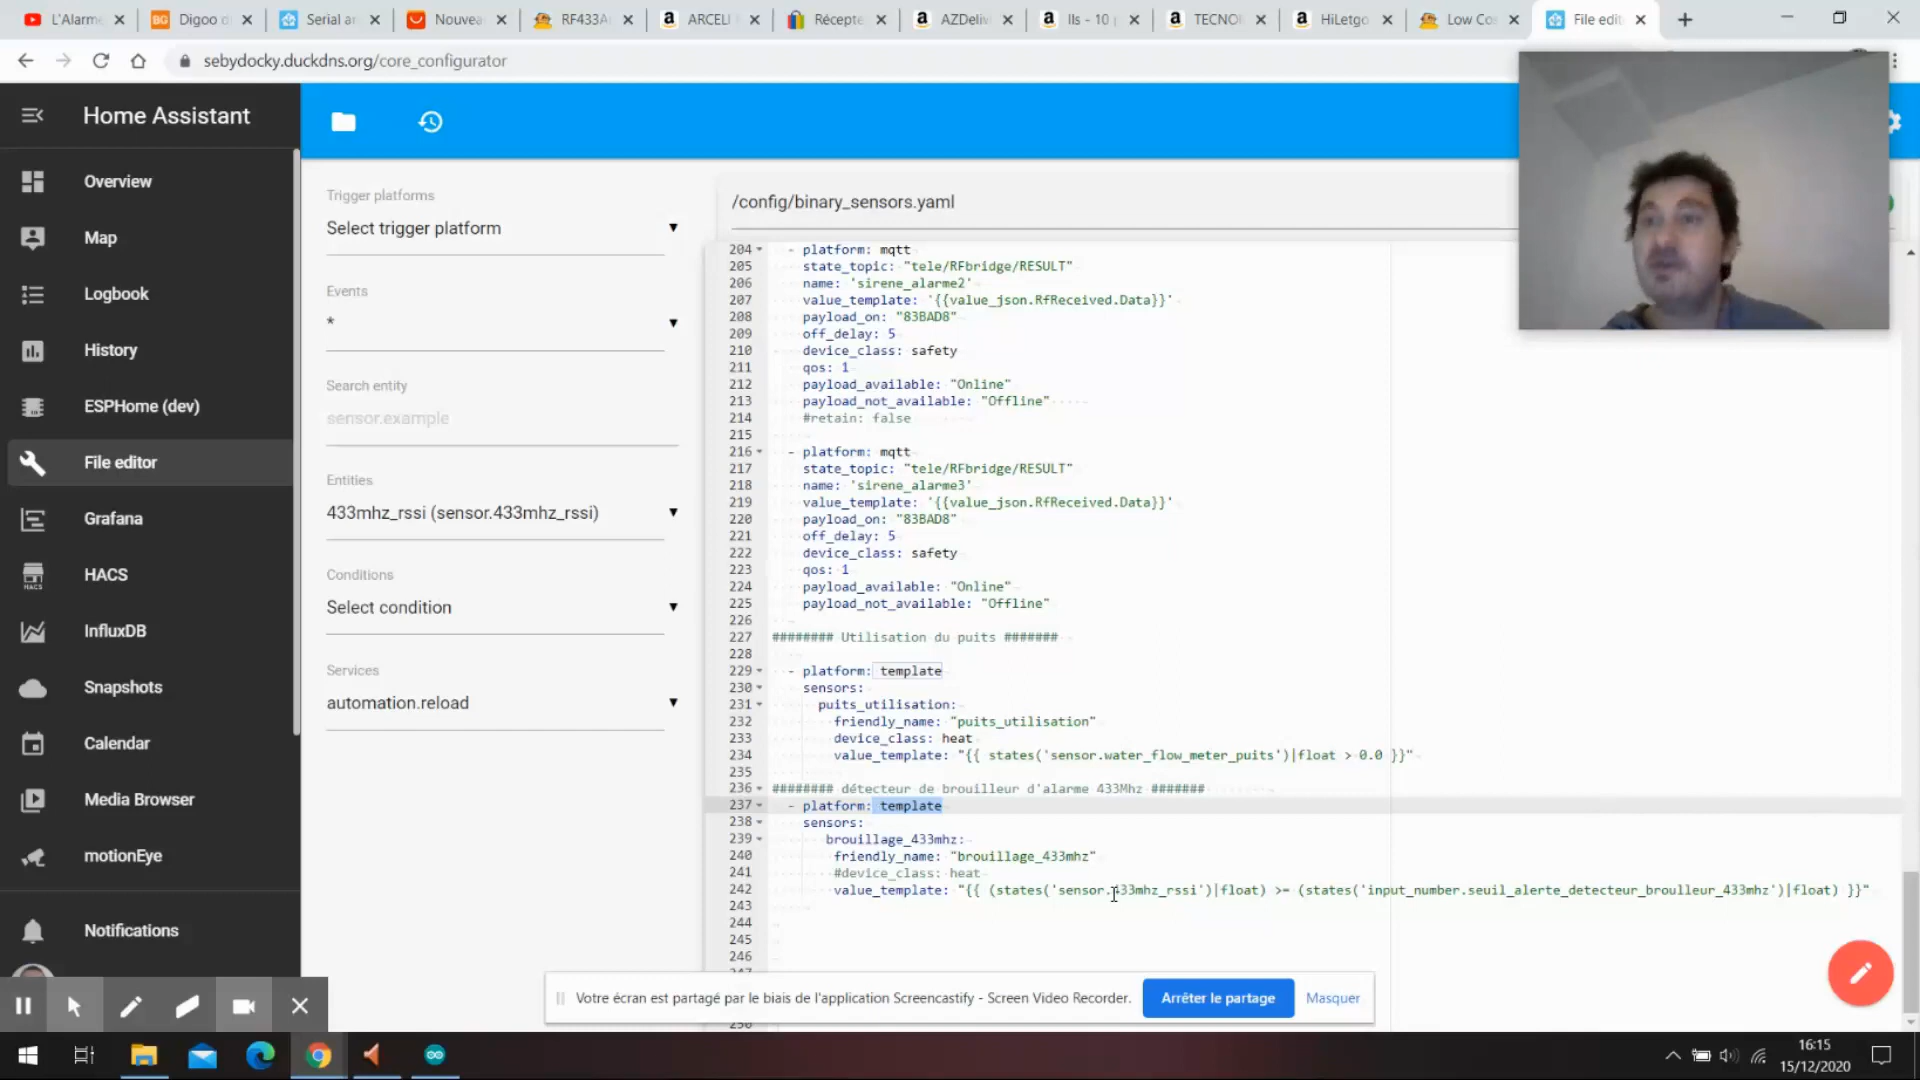 L'Alarme
Digoo d
Serial ar
Nouvea
RF433A
ARCELI
Récepte
AZDeliv
Ils - 10 p
TECNO
HiLetgo
Low Co
File edit
sebydocky.duckdns.org/core_configurator
Home Assistant
Overview
Map
Logbook
History
ESPHome (dev)
File editor
Grafana
HACS
InfluxDB
Snapshots
Calendar
Media Browser
motionEye
Notifications
Trigger platforms
Select trigger platform
Events
*
Search entity
sensor.example
Entities
433mhz_rssi (sensor.433mhz_rssi)
Conditions
Select condition
Services
automation.reload
/config/binary_sensors.yaml
204 - platform: mqtt
205 state_topic: "tele/RFbridge/RESULT"
206 name: 'sirene_alarme2'
207 value_template: '{{value_json.RfReceived.Data}}'
208 payload_on: "83BAD8"
209 off_delay: 5
210 device_class: safety
211 qos: 1
212 payload_available: "Online"
213 payload_not_available: "Offline"
214 #retain: false
215
216 - platform: mqtt
217 state_topic: "tele/RFbridge/RESULT"
218 name: 'sirene_alarme3'
219 value_template: '{{value_json.RfReceived.Data}}'
220 payload_on: "83BAD8"
221 off_delay: 5
222 device_class: safety
223 qos: 1
224 payload_available: "Online"
225 payload_not_available: "Offline"
226
227 ######## Utilisation du puits #######
228
229 - platform: template
230 sensors:
231 puits_utilisation:
232 friendly_name: "puits_utilisation"
233 device_class: heat
234 value_template: "{{ states('sensor.water_flow_meter_puits')|float > 0.0 }}"
235
236 ######## détecteur de brouilleur d'alarme 433Mhz #######
237 - platform: template
238 sensors:
239 brouillage_433mhz:
240 friendly_name: "brouillage_433mhz"
241 #device_class: heat
242 value_template: "{{ (states('sensor.433mhz_rssi')|float) >= (states('input_number.seuil_alerte_detecteur_broulleur_433mhz')|float) }}"
243
244
245
246
250
Votre écran est partagé par le biais de l'application Screencastify - Screen Video Recorder.
Arrêter le partage
Masquer
16:15
15/12/2020